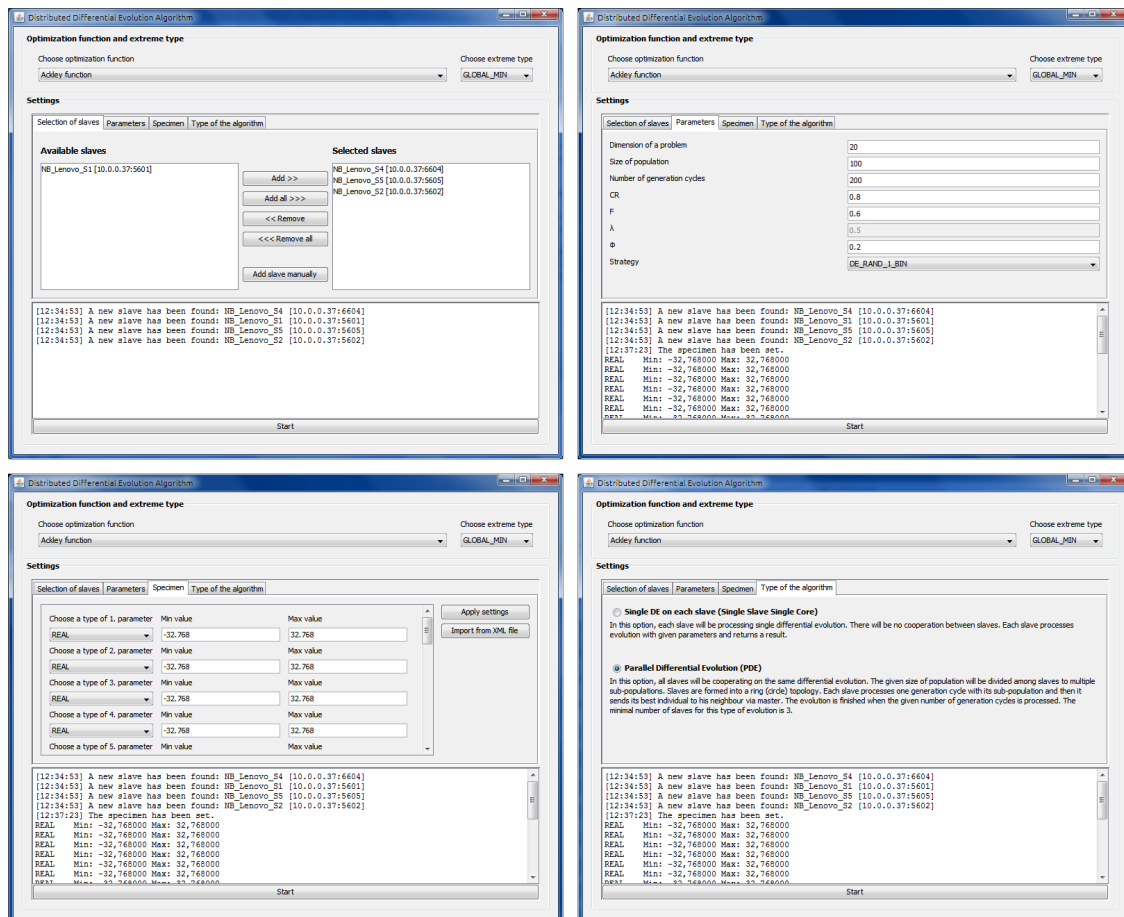 Distributed Differential Evolution Algorithm
Optimization function and extreme type
Choose optimization function Choose extreme type
Ackley function GLOBAL_MIN
Settings
Selection of slaves Parameters Specimen Type of the algorithm
Available slaves Selected slaves
NB_Lenovo_S1 [10.0.0.37:5601] NB_Lenovo_S4 [10.0.0.37:6604]
NB_Lenovo_S5 [10.0.0.37:5605]
NB_Lenovo_S2 [10.0.0.37:5602]
Add >>
Add all >>>
<< Remove
<<< Remove all
Add slave manually
[12:34:53] A new slave has been found: NB_Lenovo_S4 [10.0.0.37:6604]
[12:34:53] A new slave has been found: NB_Lenovo_S1 [10.0.0.37:5601]
[12:34:53] A new slave has been found: NB_Lenovo_S5 [10.0.0.37:5605]
[12:34:53] A new slave has been found: NB_Lenovo_S2 [10.0.0.37:5602]
Start
Distributed Differential Evolution Algorithm
Optimization function and extreme type
Choose optimization function Choose extreme type
Ackley function GLOBAL_MIN
Settings
Selection of slaves Parameters Specimen Type of the algorithm
Dimension of a problem 20
Size of population 100
Number of generation cycles 200
CR 0.8
F 0.6
λ 0.5
Φ 0.2
Strategy DE_RAND_1_BIN
[12:34:53] A new slave has been found: NB_Lenovo_S4 [10.0.0.37:6604]
[12:34:53] A new slave has been found: NB_Lenovo_S1 [10.0.0.37:5601]
[12:34:53] A new slave has been found: NB_Lenovo_S5 [10.0.0.37:5605]
[12:34:53] A new slave has been found: NB_Lenovo_S2 [10.0.0.37:5602]
[12:37:23] The specimen has been set.
REAL Min: -32,768000 Max: 32,768000
REAL Min: -32,768000 Max: 32,768000
REAL Min: -32,768000 Max: 32,768000
REAL Min: -32,768000 Max: 32,768000
REAL Min: -32,768000 Max: 32,768000
REAL Min: -32,768000 Max: 32,768000
Start
Distributed Differential Evolution Algorithm
Optimization function and extreme type
Choose optimization function Choose extreme type
Ackley function GLOBAL_MIN
Settings
Selection of slaves Parameters Specimen Type of the algorithm
Choose a type of 1. parameter Min value Max value
REAL -32.768 32.768
Choose a type of 2. parameter Min value Max value
REAL -32.768 32.768
Choose a type of 3. parameter Min value Max value
REAL -32.768 32.768
Choose a type of 4. parameter Min value Max value
REAL -32.768 32.768
Choose a type of 5. parameter Min value Max value
Apply settings
Import from XML file
[12:34:53] A new slave has been found: NB_Lenovo_S4 [10.0.0.37:6604]
[12:34:53] A new slave has been found: NB_Lenovo_S1 [10.0.0.37:5601]
[12:34:53] A new slave has been found: NB_Lenovo_S5 [10.0.0.37:5605]
[12:34:53] A new slave has been found: NB_Lenovo_S2 [10.0.0.37:5602]
[12:37:23] The specimen has been set.
REAL Min: -32,768000 Max: 32,768000
REAL Min: -32,768000 Max: 32,768000
REAL Min: -32,768000 Max: 32,768000
REAL Min: -32,768000 Max: 32,768000
REAL Min: -32,768000 Max: 32,768000
REAL Min: -32,768000 Max: 32,768000
Start
Distributed Differential Evolution Algorithm
Optimization function and extreme type
Choose optimization function Choose extreme type
Ackley function GLOBAL_MIN
Settings
Selection of slaves Parameters Specimen Type of the algorithm
Single DE on each slave (Single Slave Single Core)
In this option, each slave will be processing single differential evolution. There will be no cooperation between slaves. Each slave processes
evolution with given parameters and returns a result.
Parallel Differential Evolution (PDE)
In this option, all slaves will be cooperating on the same differential evolution. The given size of population will be divided among slaves to multiple
sub-populations. Slaves are formed into a ring (circle) topology. Each slave processes one generation cycle with its sub-population and then it
sends its best individual to his neighbour via master. The evolution is finished when the given number of generation cycles is processed. The
minimal number of slaves for this type of evolution is 3.
[12:34:53] A new slave has been found: NB_Lenovo_S4 [10.0.0.37:6604]
[12:34:53] A new slave has been found: NB_Lenovo_S1 [10.0.0.37:5601]
[12:34:53] A new slave has been found: NB_Lenovo_S5 [10.0.0.37:5605]
[12:34:53] A new slave has been found: NB_Lenovo_S2 [10.0.0.37:5602]
[12:37:23] The specimen has been set.
REAL Min: -32,768000 Max: 32,768000
REAL Min: -32,768000 Max: 32,768000
REAL Min: -32,768000 Max: 32,768000
REAL Min: -32,768000 Max: 32,768000
REAL Min: -32,768000 Max: 32,768000
REAL Min: -32,768000 Max: 32,768000
Start